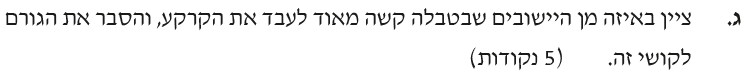 ג. ציין באיזה מן היישובים שבטבלה קשה מאוד לעבד את הקרקע, והסבר את הגורם
לקושי זה. (5 נקודות)